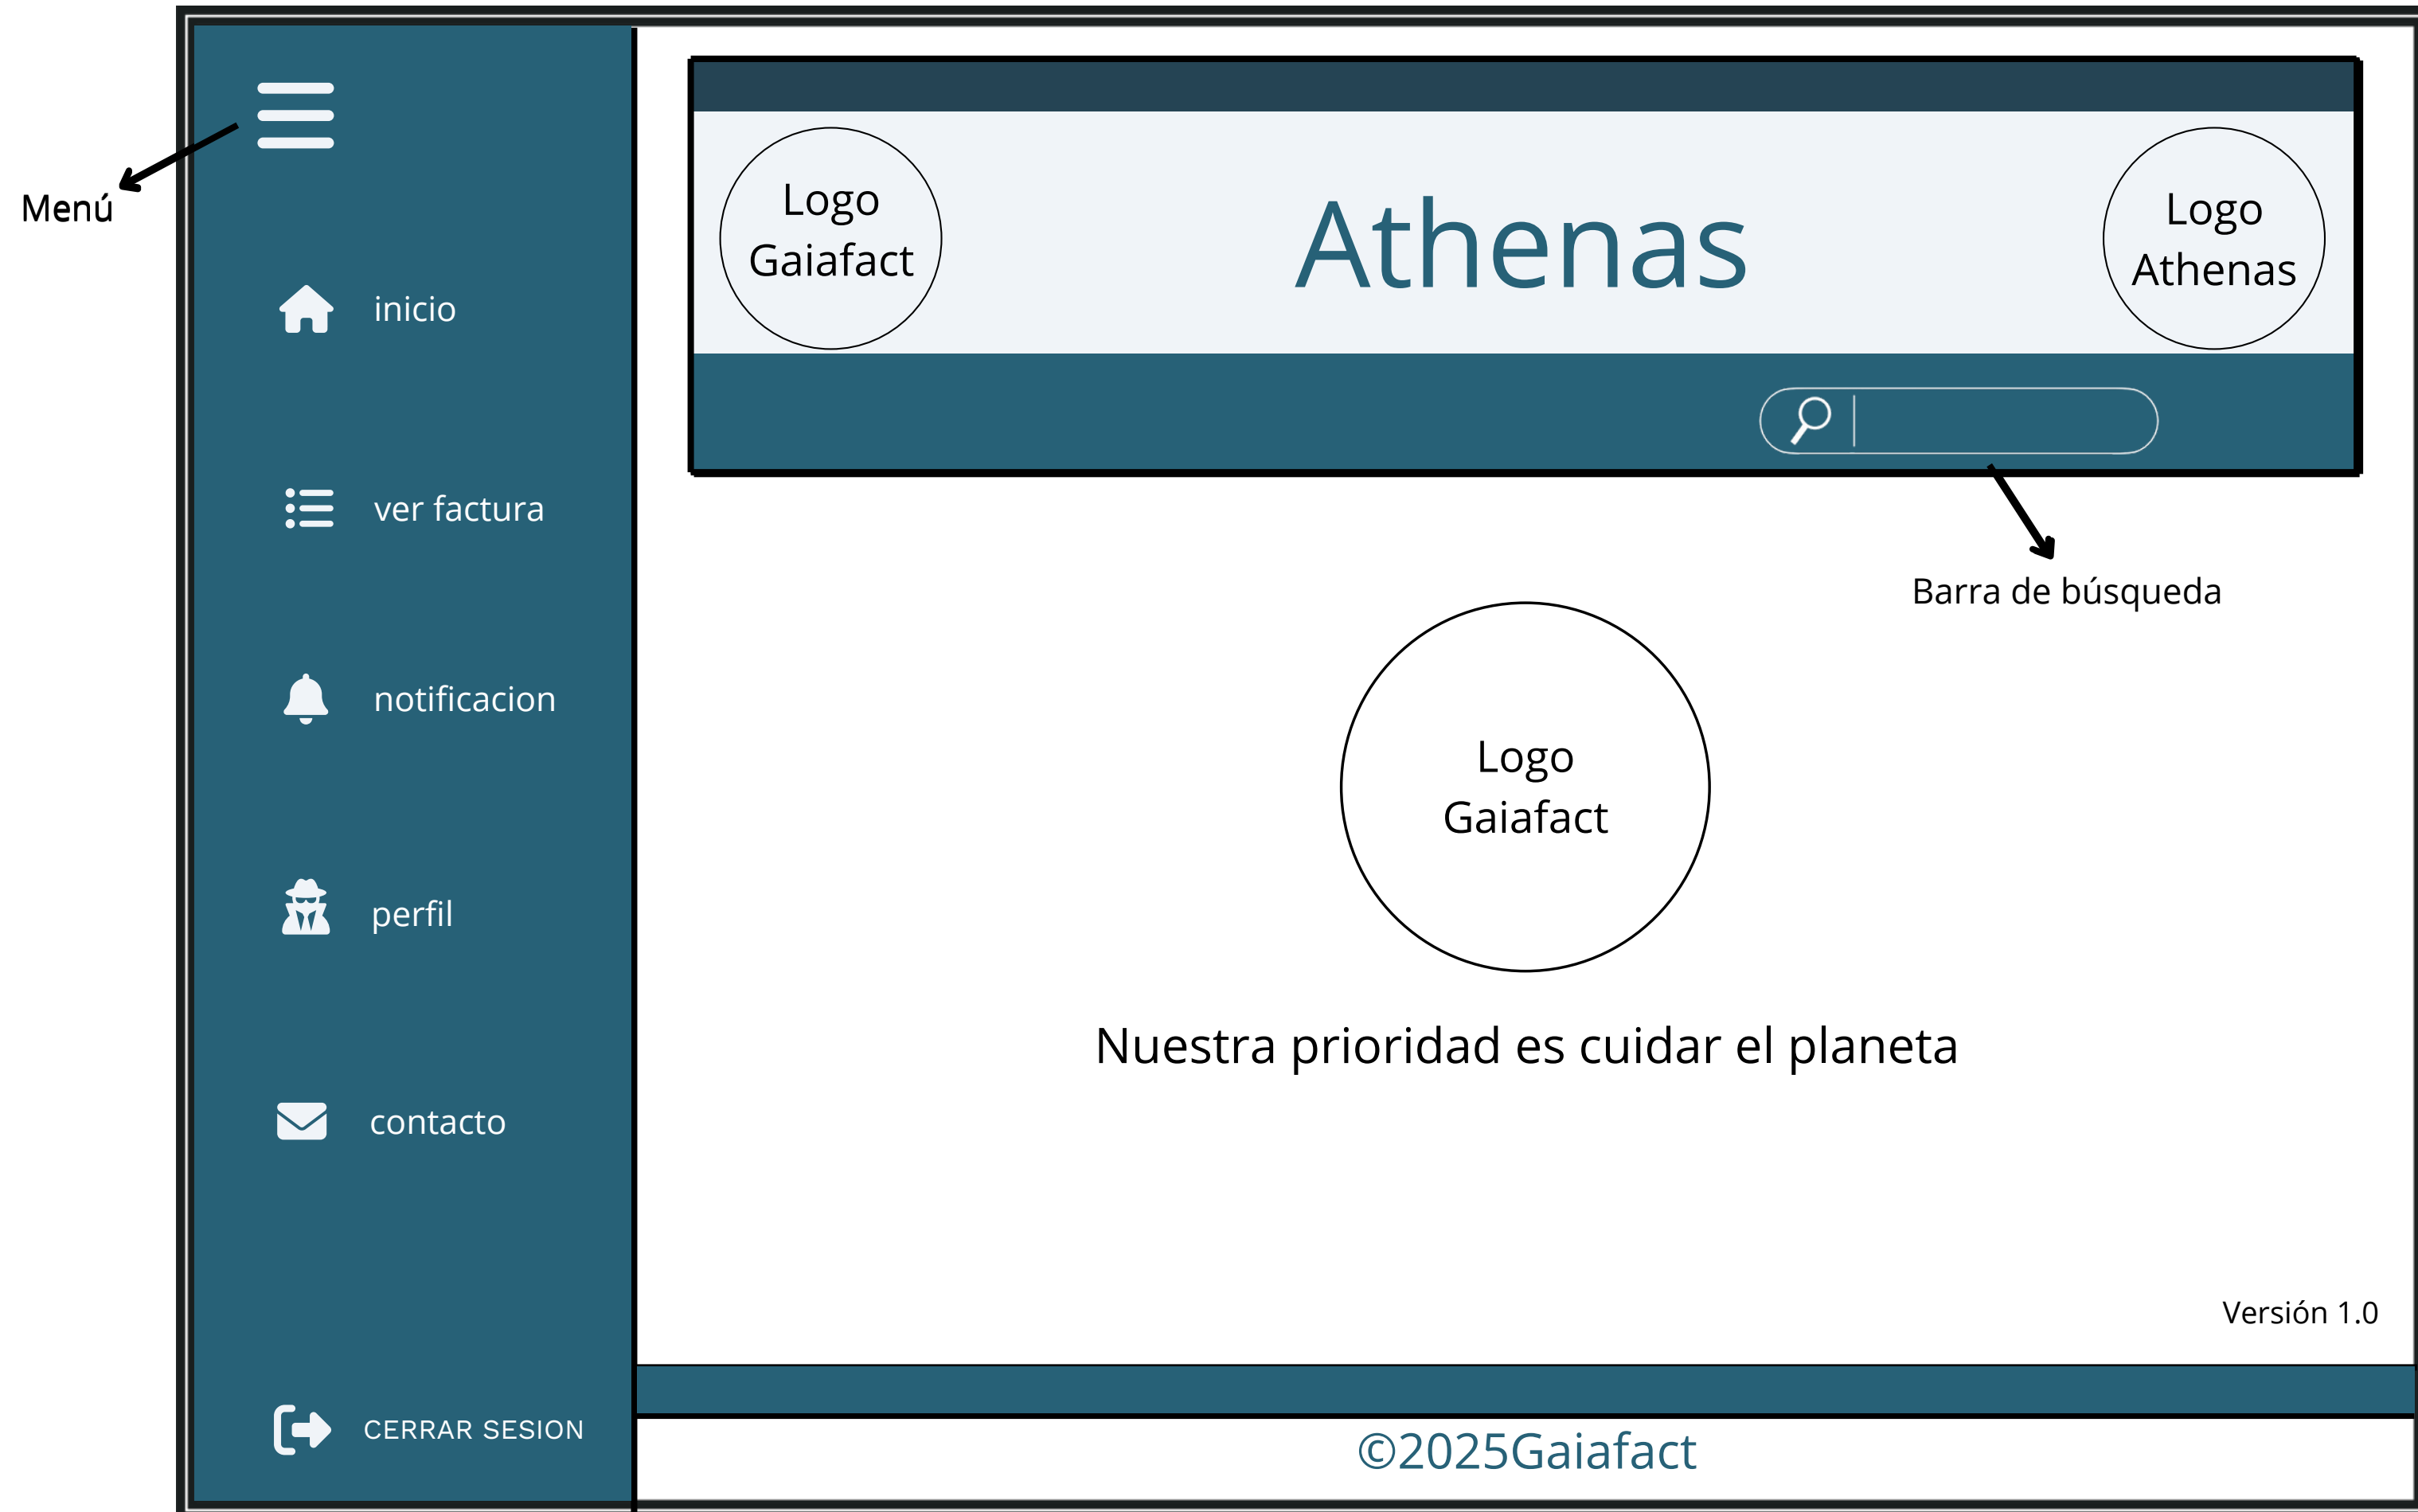 Menú
inicio
ver factura
notificacion
perfil
contacto
CERRAR SESION
Logo
Gaiafact
Athenas
Logo
Athenas
Barra de búsqueda
Logo
Gaiafact
Nuestra prioridad es cuidar el planeta
Versión 1.0
©2025Gaiafact